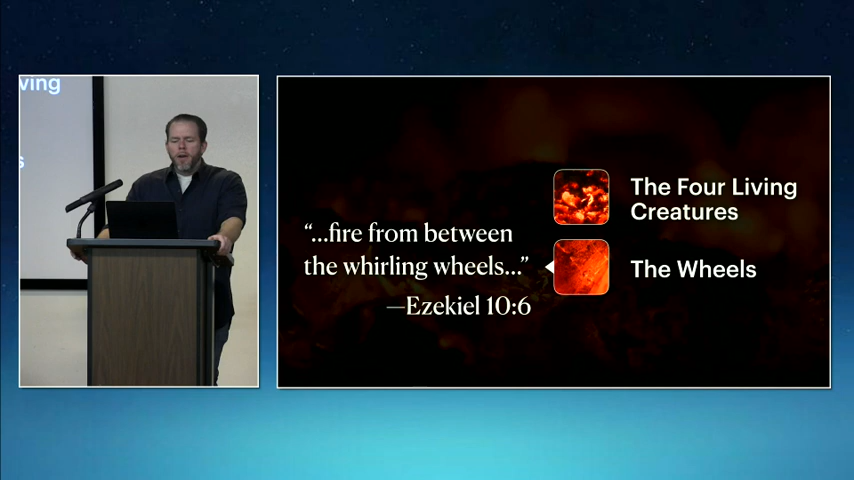 ving
s
“...fire from between
the whirling wheels...”
—Ezekiel 10:6
The Four Living
Creatures
The Wheels